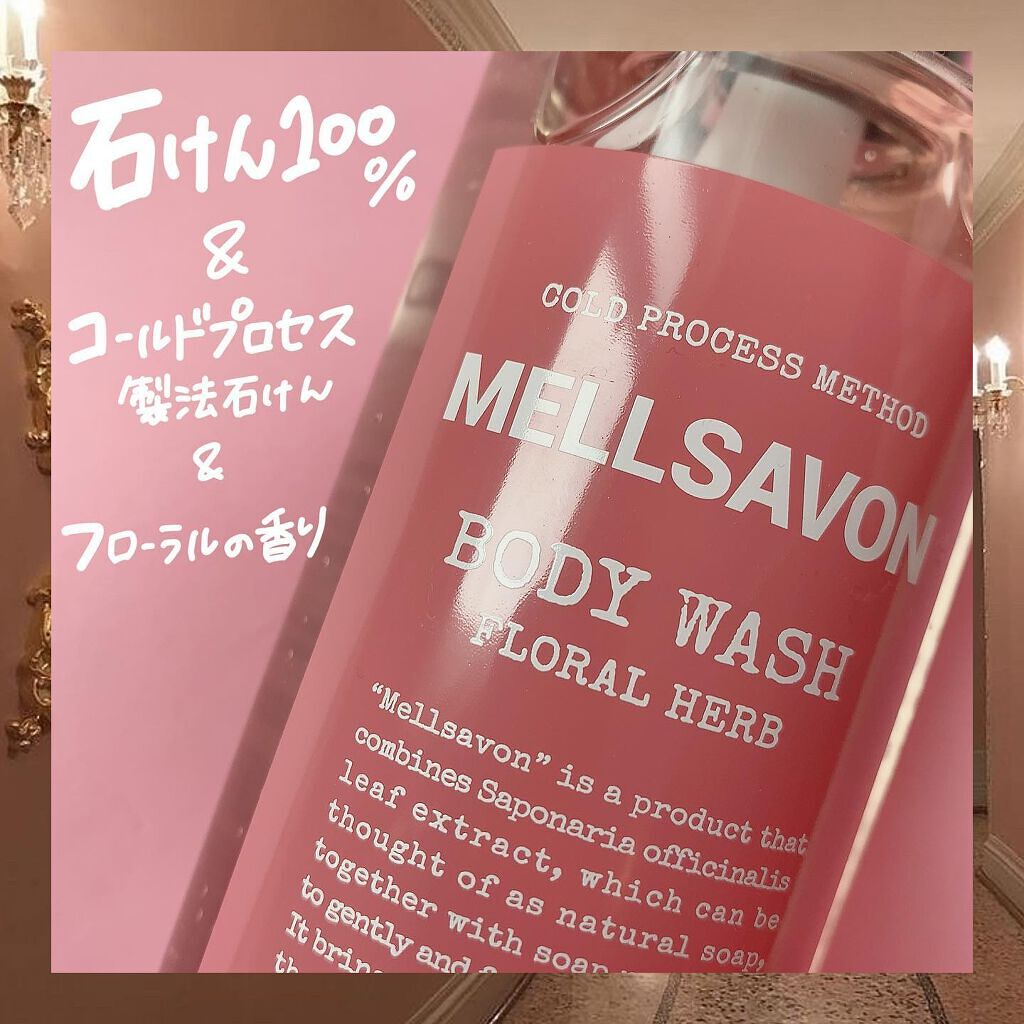 石けん100%
&
コールドプロセス
製法石けん
&
フローラルの香り
COLD PROCESS METHOD
MELLSAVON
BODY WASH
FLORAL HERB
“Mellsavon” is a product that
combines Saponaria officinalis
leaf extract, which can be
thought of as natural soap,
together with soap
to gently and
It